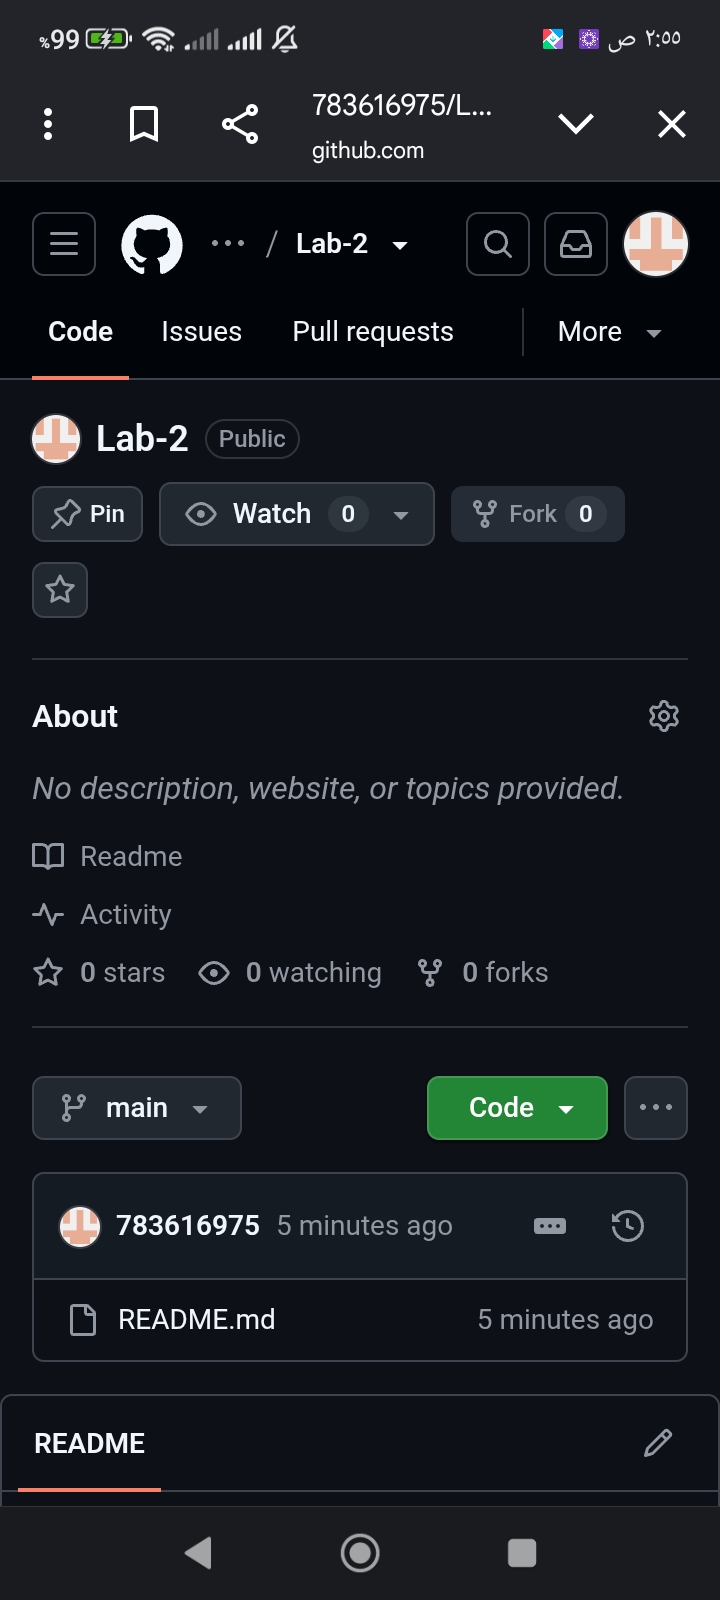 %99 ٢:٥٥ ص
783616975/L...
github.com
... / Lab-2
Code Issues Pull requests More
Lab-2 Public
Pin Watch 0 Fork 0
About
No description, website, or topics provided.
Readme
Activity
0 stars 0 watching 0 forks
main Code
783616975 5 minutes ago
README.md 5 minutes ago
README